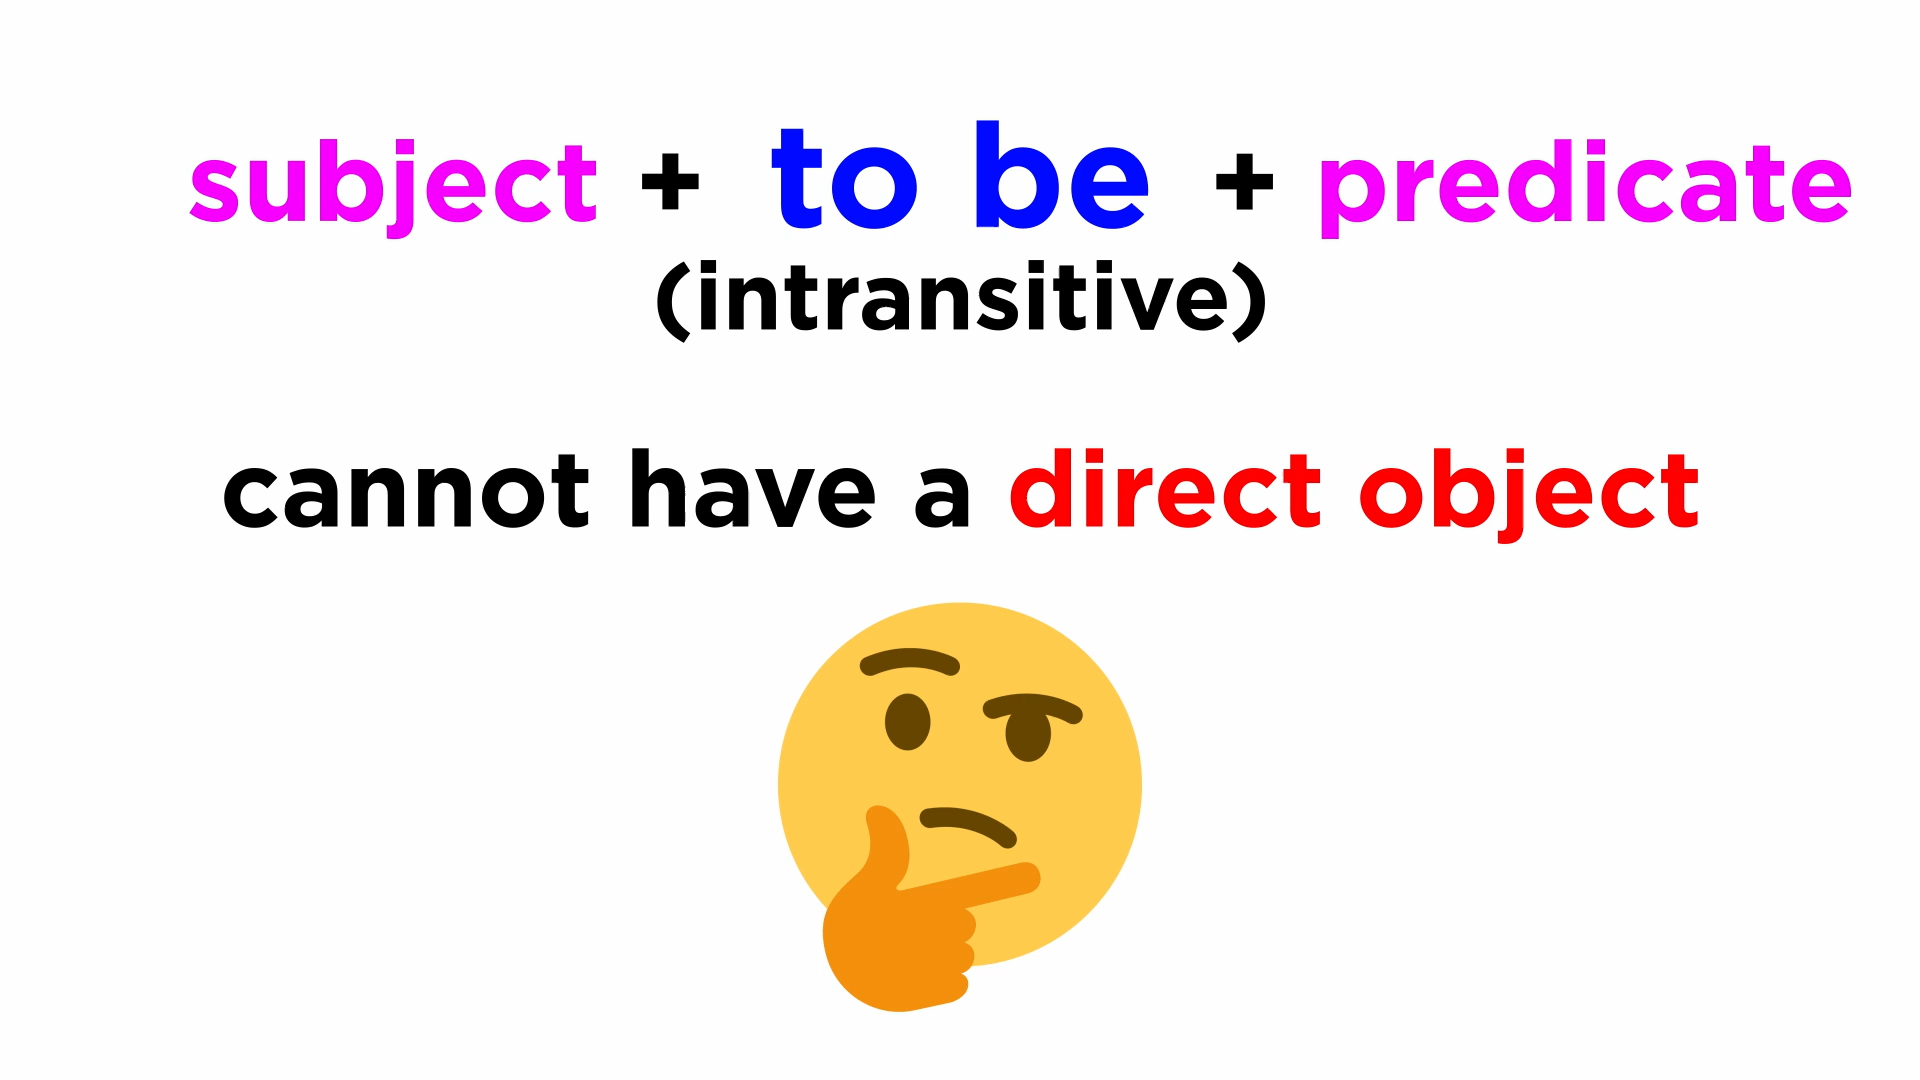 subject + to be + predicate
(intransitive)
cannot have a direct object